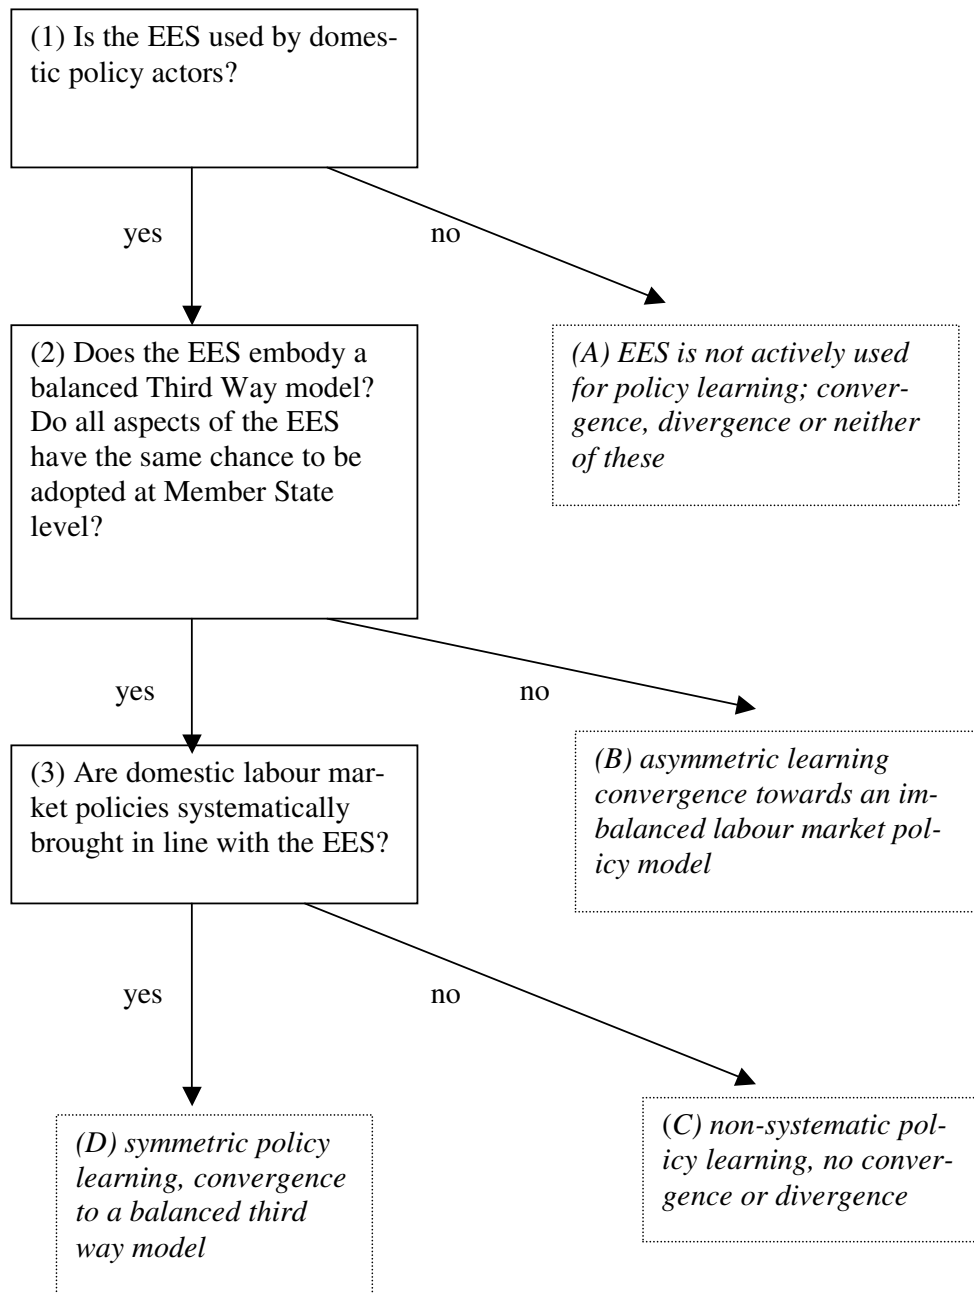 (1) Is the EES used by domes-
tic policy actors?
yes
no
(2) Does the EES embody a
balanced Third Way model?
Do all aspects of the EES
have the same chance to be
adopted at Member State
level?
(A) EES is not actively used
for policy learning; conver-
gence, divergence or neither
of these
yes
no
(3) Are domestic labour mar-
ket policies systematically
brought in line with the EES?
(B) asymmetric learning
convergence towards an im-
balanced labour market pol-
icy model
yes
no
(D) symmetric policy
learning, convergence
to a balanced third
way model
(C) non-systematic pol-
icy learning, no conver-
gence or divergence